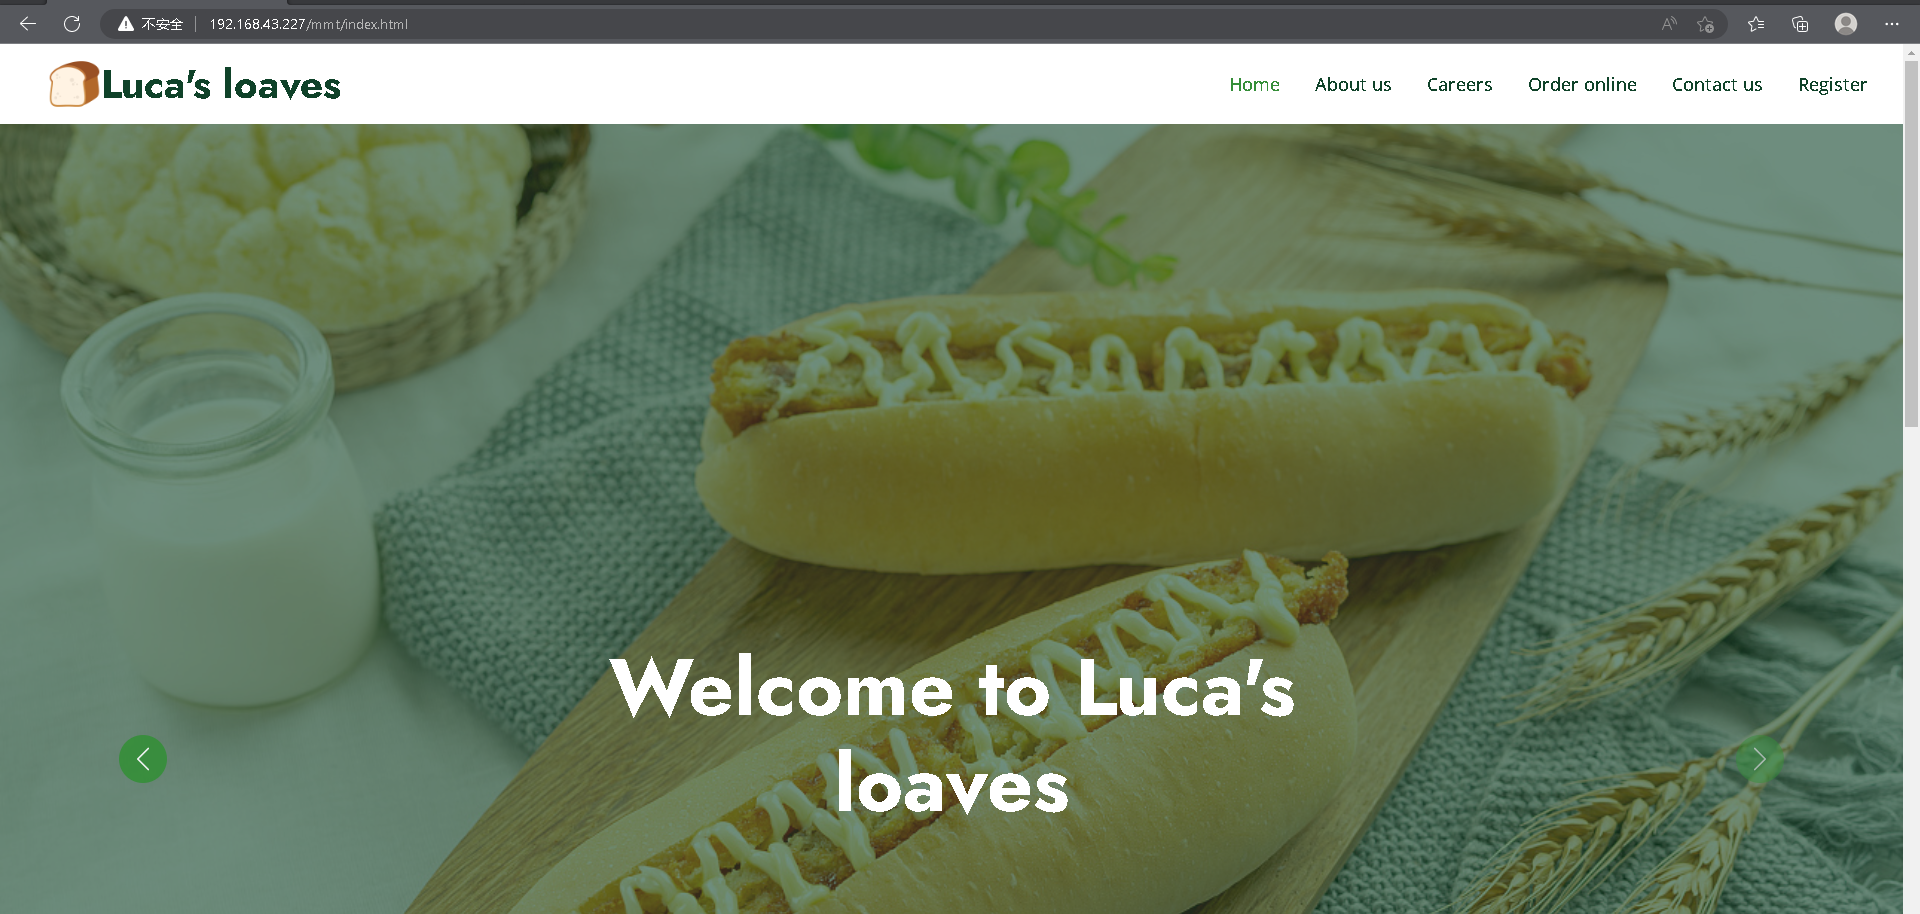 不安全 192.168.43.227/mmt/index.html
Luca's loaves
Home About us Careers Order online Contact us Register
Welcome to Luca's
loaves